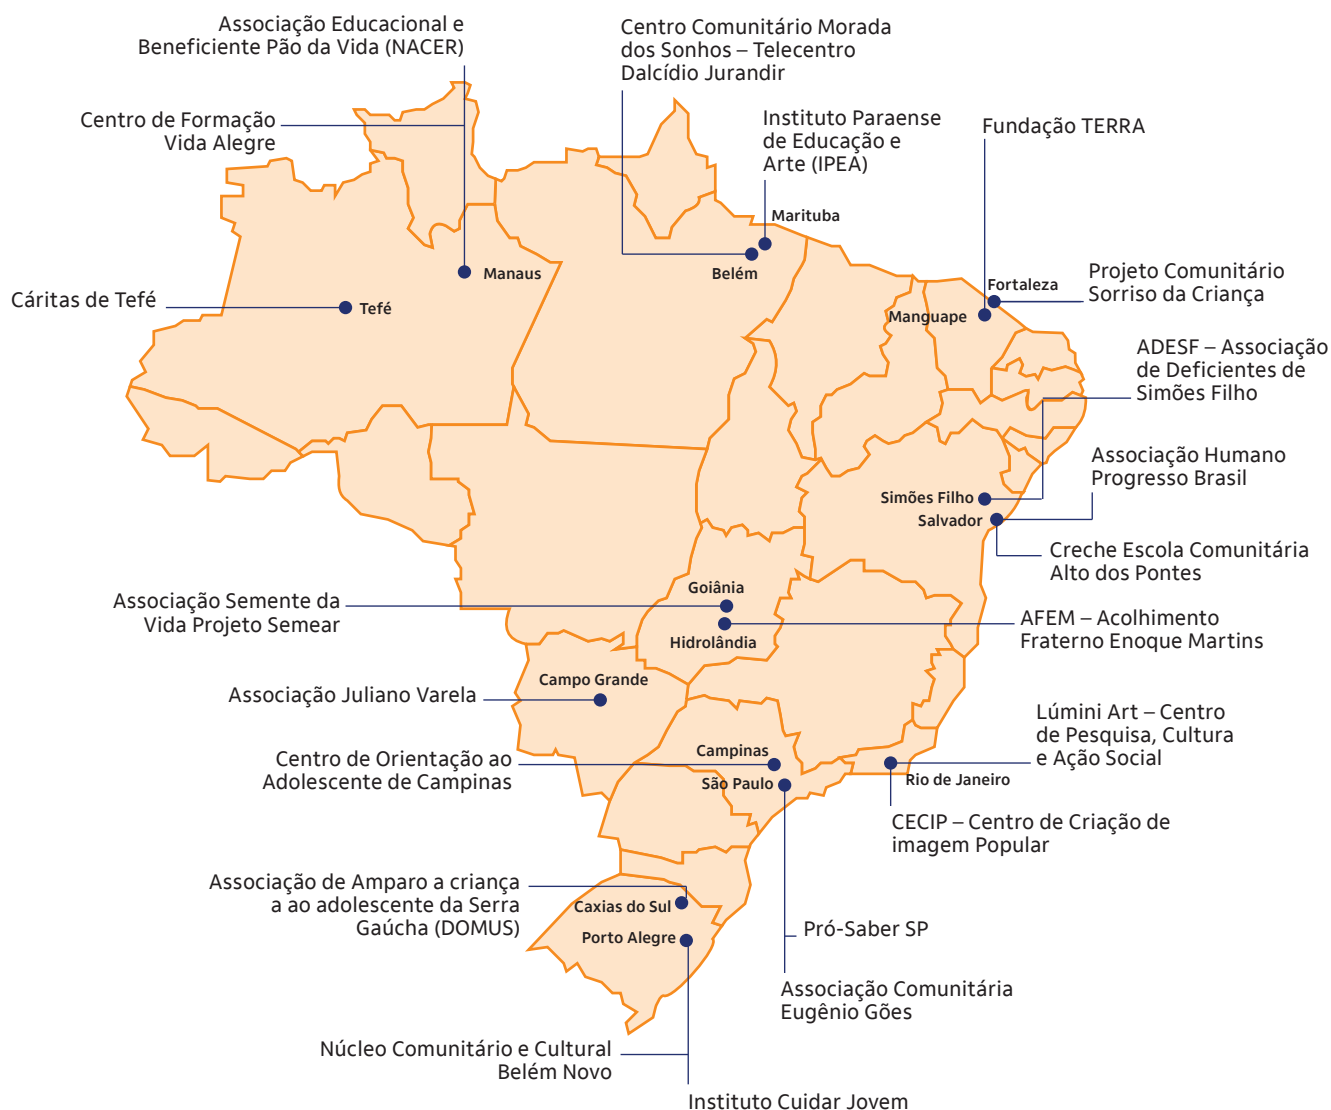 Associação Educacional e
Beneficiente Pão da Vida (NACER)
Centro Comunitário Morada
dos Sonhos – Telecentro
Dalcídio Jurandir
Centro de Formação
Vida Alegre
Instituto Paraense
de Educação e
Arte (IPEA)
Fundação TERRA
Marituba
Belém
Manaus
Cáritas de Tefé
Tefé
Fortaleza
Manguape
Projeto Comunitário
Sorriso da Criança
ADESF – Associação
de Deficientes de
Simões Filho
Associação Humano
Progresso Brasil
Simões Filho
Salvador
Creche Escola Comunitária
Alto dos Pontes
Goiânia
Associação Semente da
Vida Projeto Semear
Hidrolândia
AFEM – Acolhimento
Fraterno Enoque Martins
Campo Grande
Associação Juliano Varela
Lúmini Art – Centro
de Pesquisa, Cultura
e Ação Social
Centro de Orientação ao
Adolescente de Campinas
Campinas
São Paulo
Rio de Janeiro
CECIP – Centro de Criação de
imagem Popular
Associação de Amparo a criança
a ao adolescente da Serra
Gaúcha (DOMUS)
Caxias do Sul
Porto Alegre
Pró-Saber SP
Associação Comunitária
Eugênio Gões
Núcleo Comunitário e Cultural
Belém Novo
Instituto Cuidar Jovem